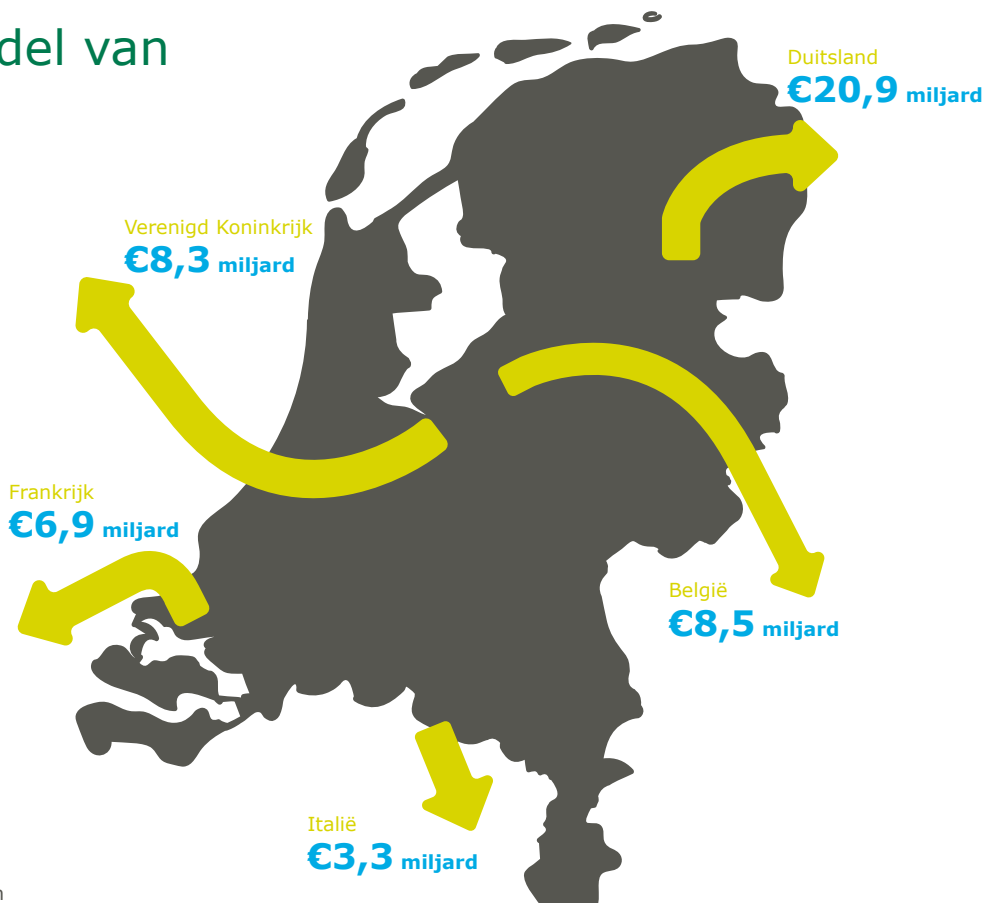 del van
Duitsland
€20,9 miljard
Verenigd Koninkrijk
€8,3 miljard
Frankrijk
€6,9 miljard
België
€8,5 miljard
Italië
€3,3 miljard